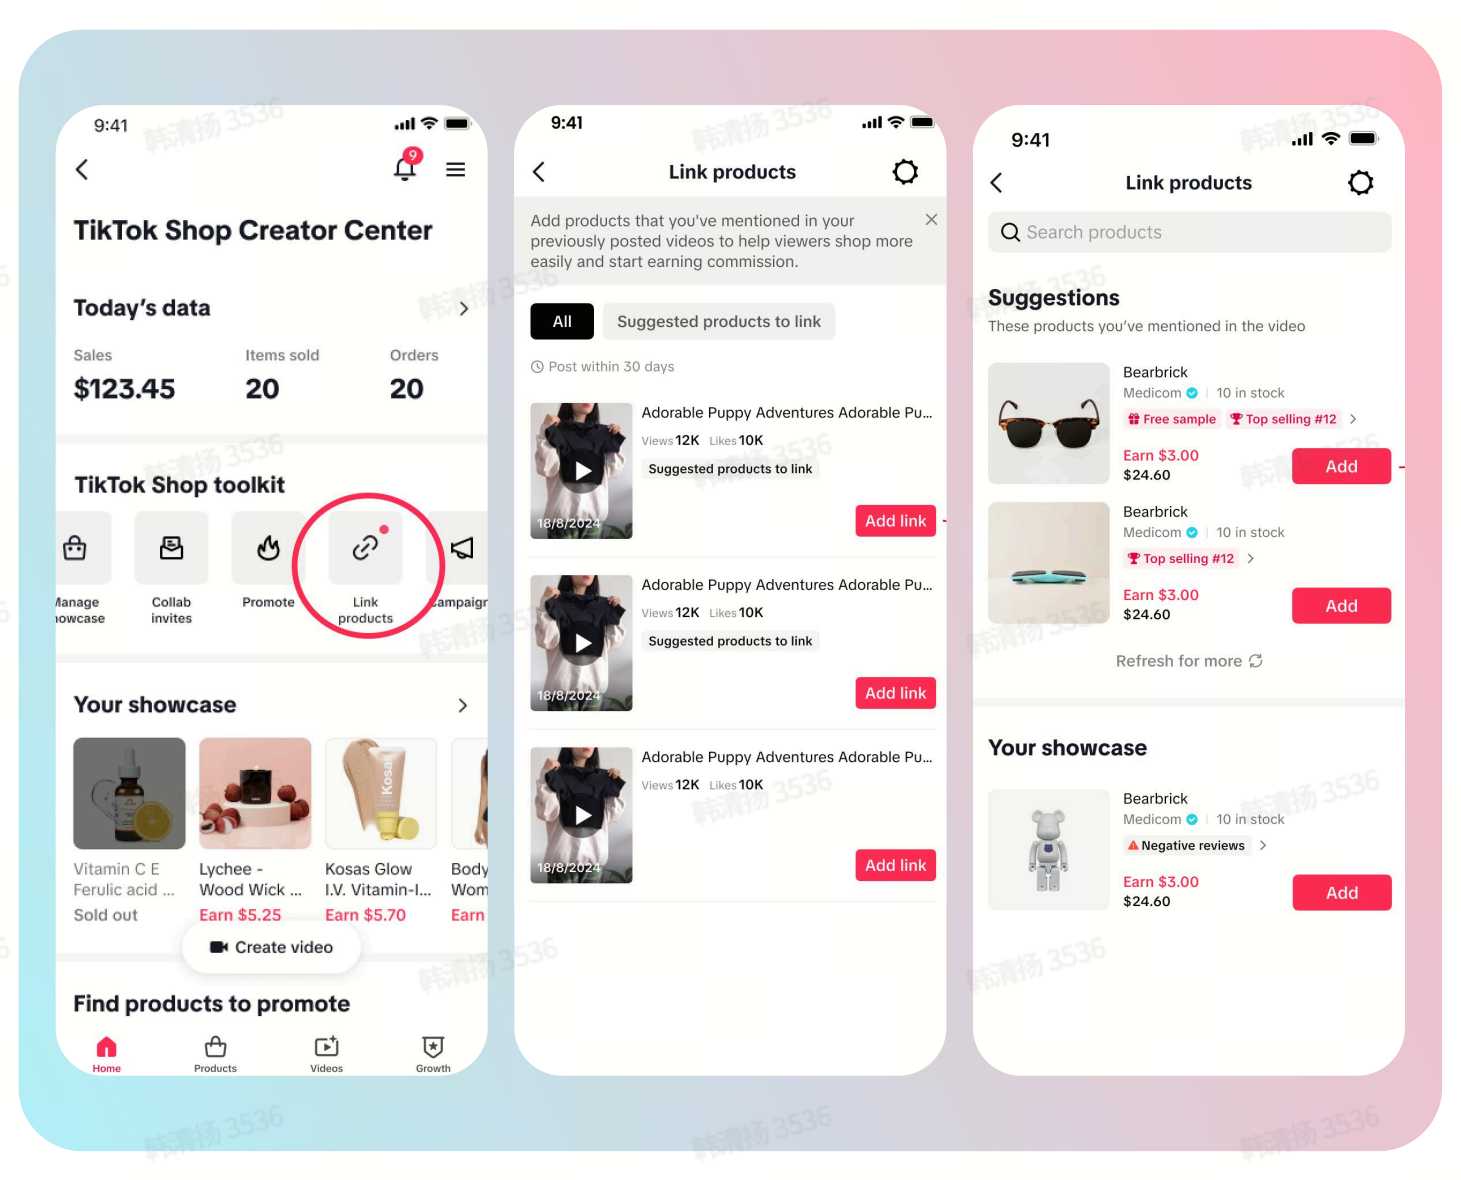 9:41
9
TikTok Shop Creator Center
Today's data
Sales
Items sold
Orders
$123.45
20
20
TikTok Shop toolkit
Manage
Collab
invites
Promote
Link
products
Your showcase
Vitamin C E
Ferulic acid ...
Sold out
Lychee -
Wood Wick ...
Earn $5.25
Kosas
Kosas Glow
I.V. Vitamin-I...
Earn $5.70
Body
Earn
Create video
Find products to promote
Home
Products
Videos
Growth
9:41
Link products
Add products that you've mentioned in your
previously posted videos to help viewers shop more
easily and start earning commission.
All
Suggested products to link
Post within 30 days
Adorable Puppy Adventures Adorable Pu...
Views 12K Likes 10K
Suggested products to link
18/8/2024
Add link
Adorable Puppy Adventures Adorable Pu...
Views 12K Likes 10K
Suggested products to link
18/8/2024
Add link
Adorable Puppy Adventures Adorable Pu...
Views 12K Likes 10K
18/8/2024
Add link
9:41
Link products
Search products
Suggestions
These products you've mentioned in the video
Bearbrick
Medicom | 10 in stock
Free sample
Top selling #12
Earn $3.00
$24.60
Add
Bearbrick
Medicom | 10 in stock
Top selling #12
Earn $3.00
$24.60
Add
Refresh for more
Your showcase
Bearbrick
Medicom | 10 in stock
Negative reviews
Earn $3.00
$24.60
Add
韩清扬 3536